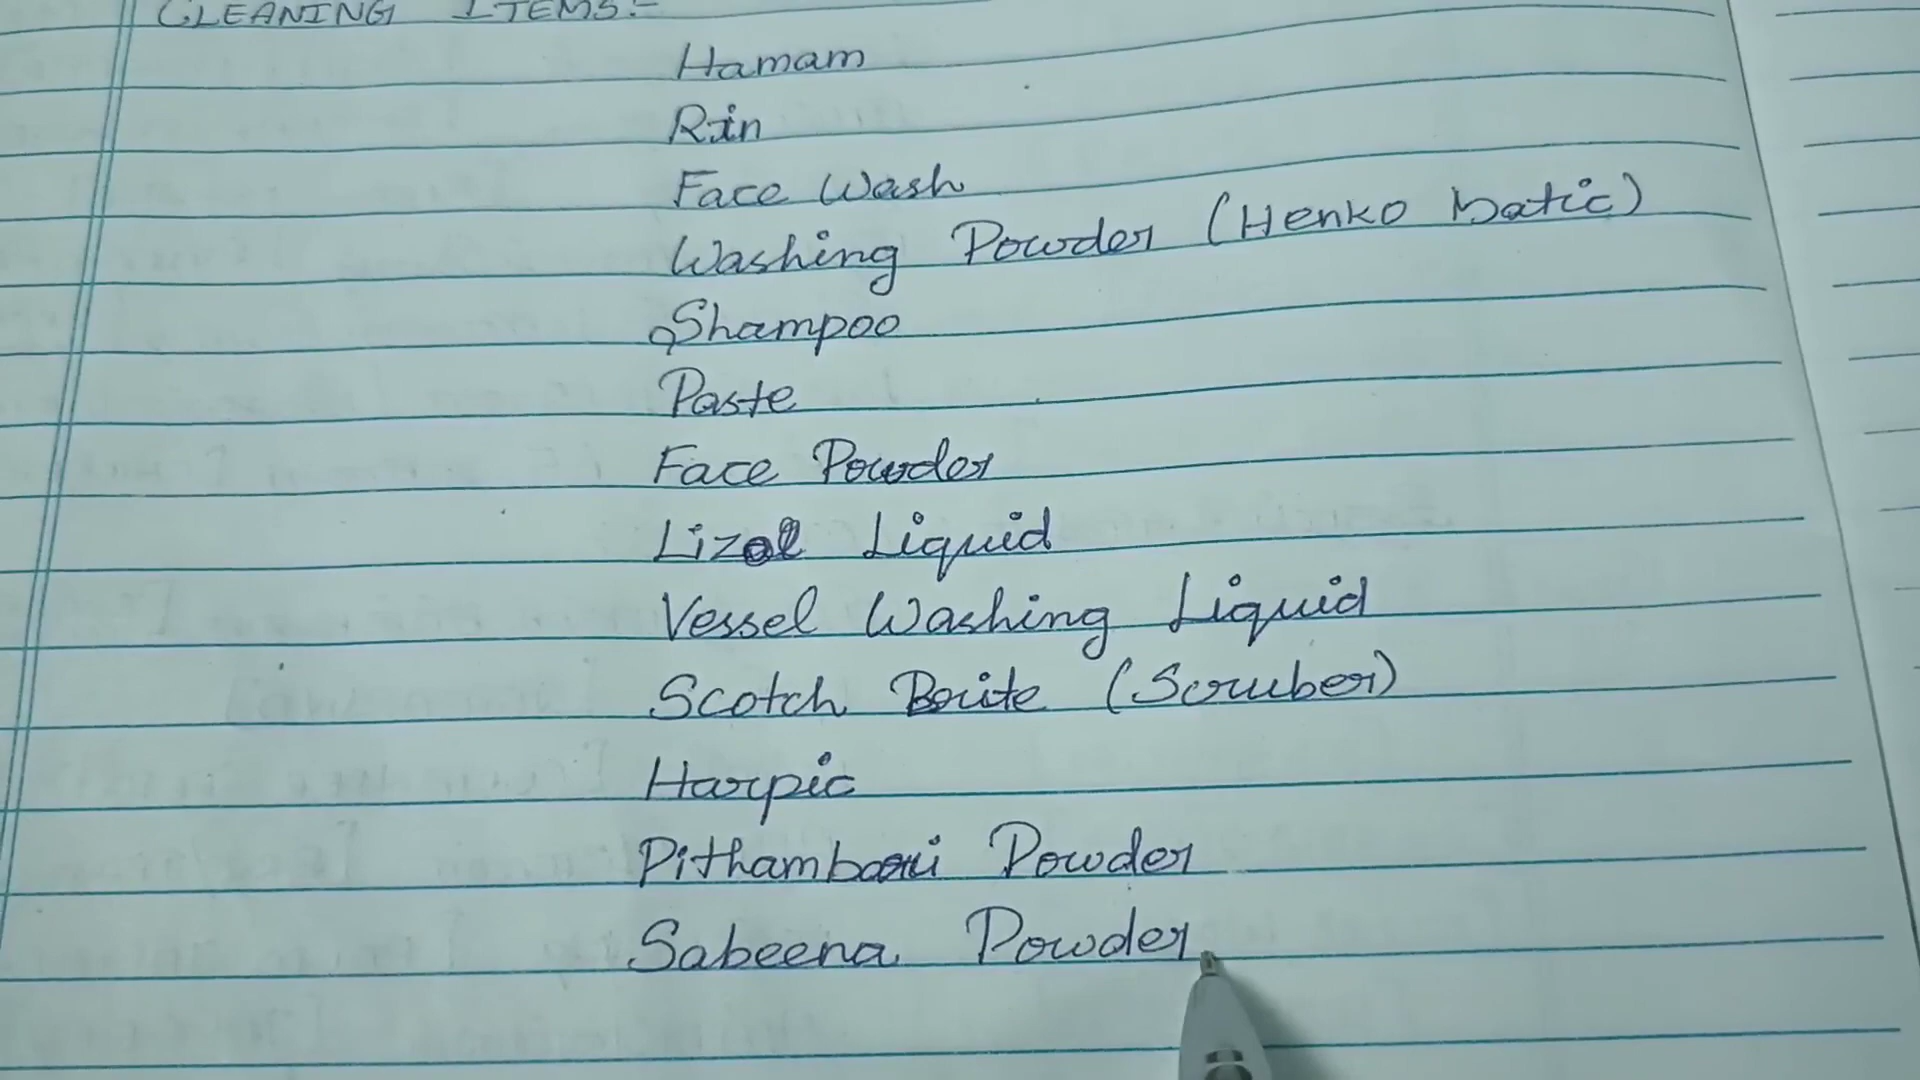 CLEANING ITEMS:-
Hamam
Rin
Face Wash
Washing Powder (Henko Matic)
Shampoo
Paste
Face Powder
Lizol Liquid
Vessel Washing Liquid
Scotch Brite (Scruber)
Harpic
Pithambari Powder
Sabeena Powder